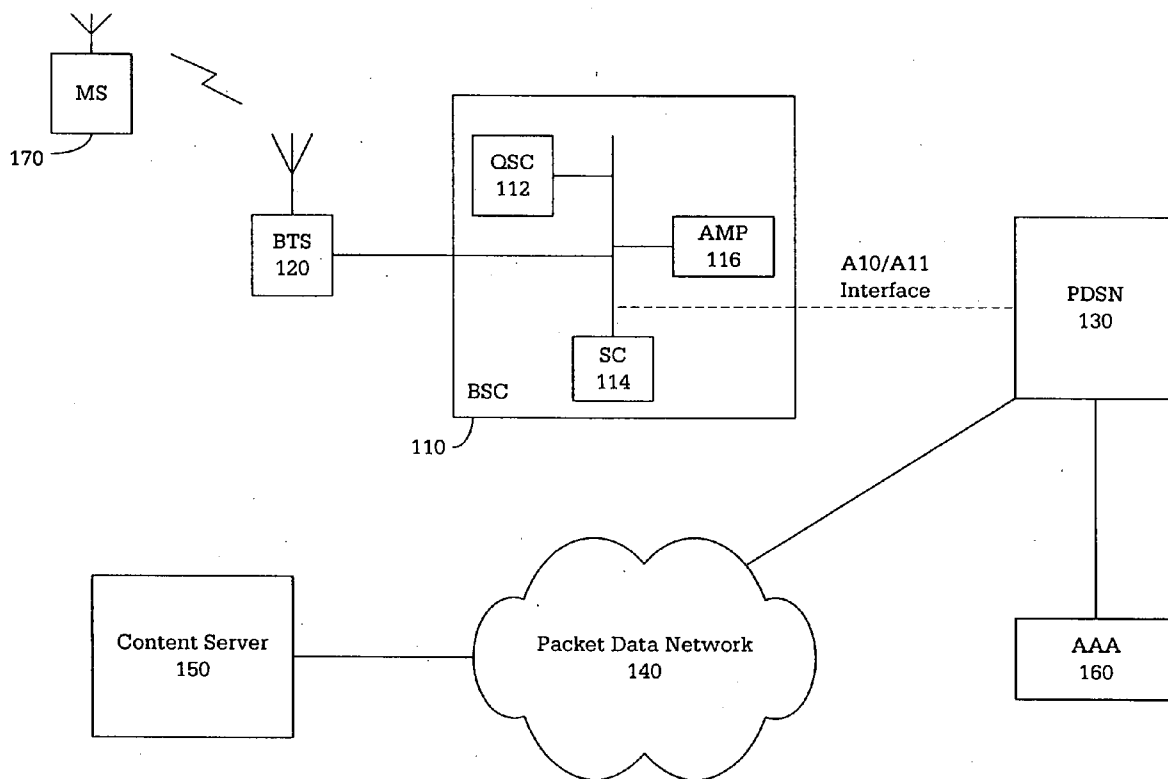 MS
170
QSC
112
BTS
120
AMP
116
A10/A11
Interface
PDSN
130
SC
114
BSC
110
Content Server
150
Packet Data Network
140
AAA
160